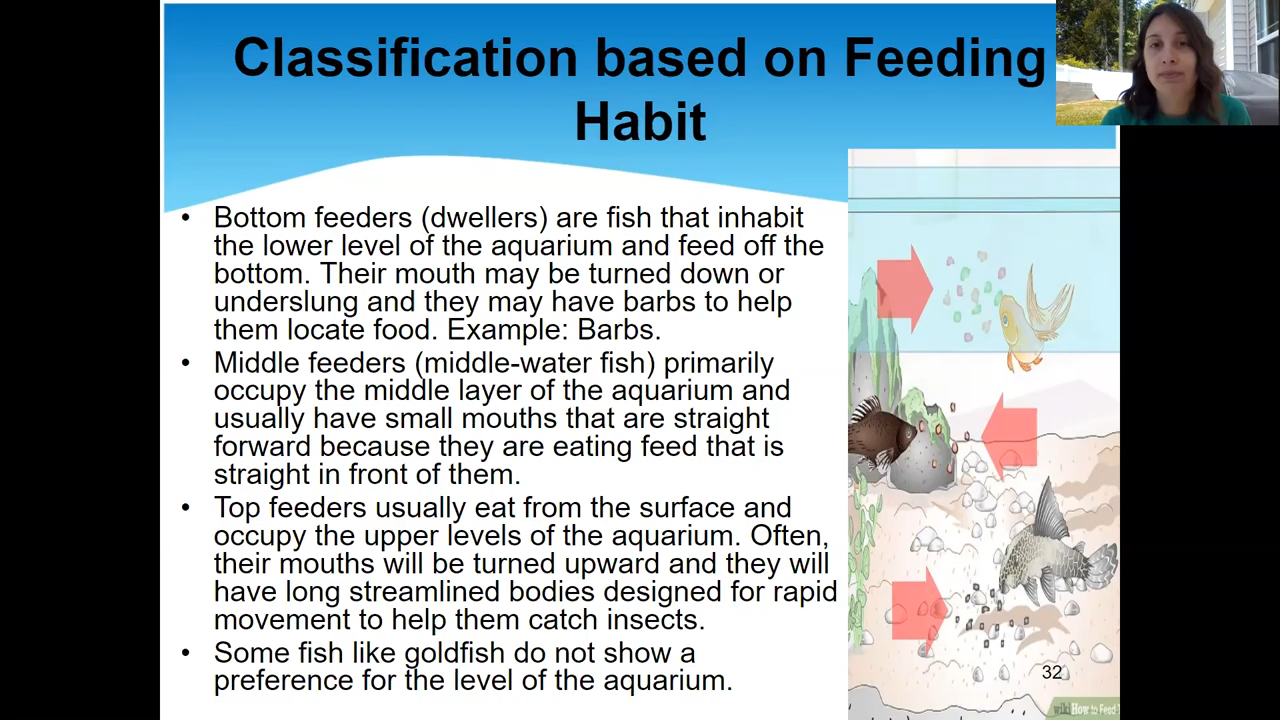 Classification based on Feeding
Habit
• Bottom feeders (dwellers) are fish that inhabit
the lower level of the aquarium and feed off the
bottom. Their mouth may be turned down or
underslung and they may have barbs to help
them locate food. Example: Barbs.
• Middle feeders (middle-water fish) primarily
occupy the middle layer of the aquarium and
usually have small mouths that are straight
forward because they are eating feed that is
straight in front of them.
• Top feeders usually eat from the surface and
occupy the upper levels of the aquarium. Often,
their mouths will be turned upward and they will
have long streamlined bodies designed for rapid
movement to help them catch insects.
• Some fish like goldfish do not show a
preference for the level of the aquarium.
32
wiki How to Feed